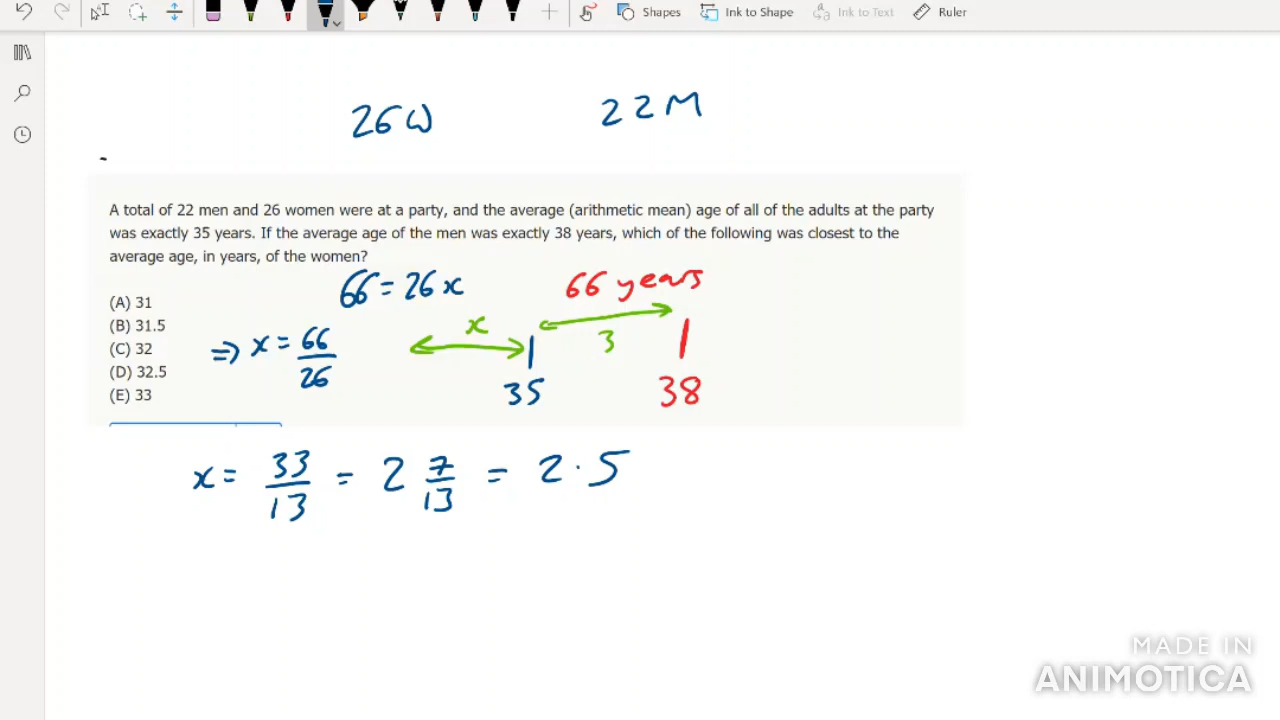 Shapes Ink to Shape Ink to Text Ruler
26W 22M
A total of 22 men and 26 women were at a party, and the average (arithmetic mean) age of all of the adults at the party
was exactly 35 years. If the average age of the men was exactly 38 years, which of the following was closest to the
average age, in years, of the women?
66 = 26x 66 years
(A) 31
(B) 31.5
(C) 32
(D) 32.5
(E) 33
⇒ x = 66/26
x 3
35 38
x = 33/13 = 2 7/13 = 2.5
MADE IN
ANIMOTICA